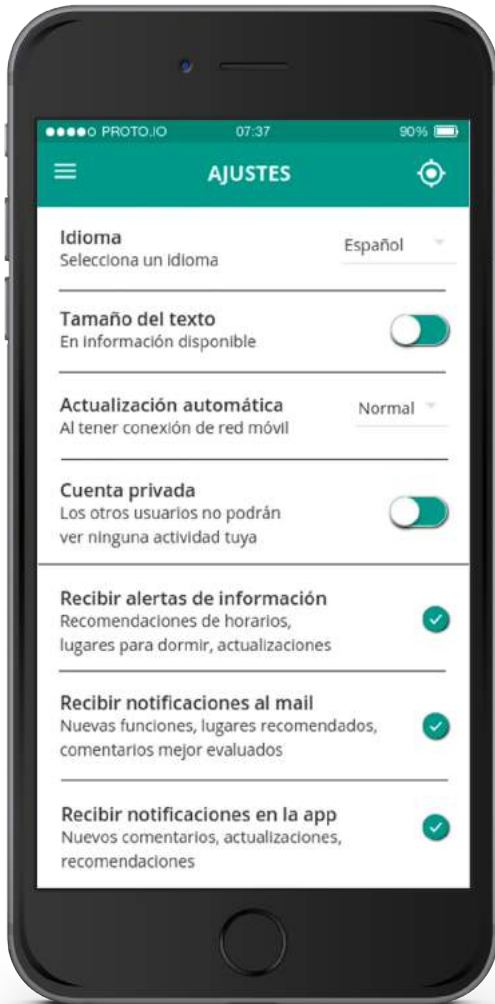 PROTO.IO 07:37 90%
AJUSTES
Idioma
Selecciona un idioma
Español
Tamaño del texto
En información disponible
Actualización automática
Al tener conexión de red móvil
Normal
Cuenta privada
Los otros usuarios no podrán
ver ninguna actividad tuya
Recibir alertas de información
Recomendaciones de horarios,
lugares para dormir, actualizaciones
Recibir notificaciones al mail
Nuevas funciones, lugares recomendados,
comentarios mejor evaluados
Recibir notificaciones en la app
Nuevos comentarios, actualizaciones,
recomendaciones